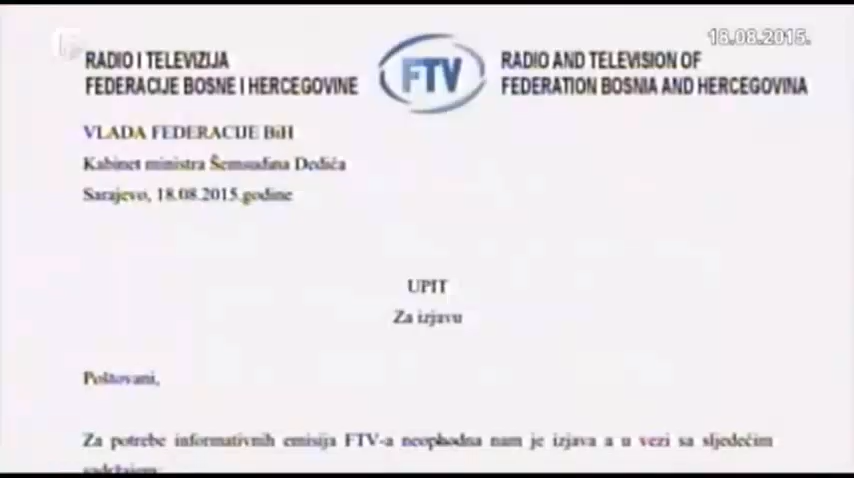 18.08.2015.
RADIO I TELEVIZIJA
FEDERACIJE BOSNE I HERCEGOVINE
FTV
RADIO AND TELEVISION OF
FEDERATION BOSNIA AND HERCEGOVINA
VLADA FEDERACIJE BiH
Kabinet ministra Šemsudina Dedića
Sarajevo, 18.08.2015.godine
UPIT
Za izjavu
Poštovani,
Za potrebe informativnih emisija FTV-a neophodna nam je izjava a u vezi sa sljedećim
sadržajem: